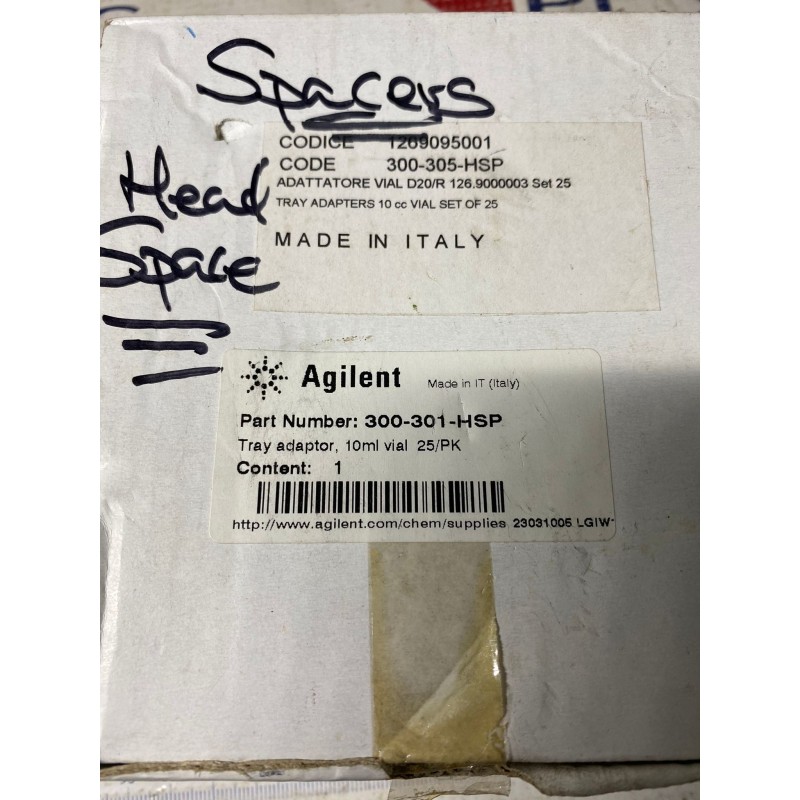 Spacers
Head
Space
CODICE 1269095001
CODE 300-305-HSP
ADATTATORE VIAL D20/R 126.9000003 Set 25
TRAY ADAPTERS 10 cc VIAL SET OF 25
MADE IN ITALY
Agilent Made in IT (Italy)
Part Number: 300-301-HSP
Tray adaptor, 10ml vial 25/PK
Content: 1
http://www.agilent.com/chem/supplies 23031005 LGIW